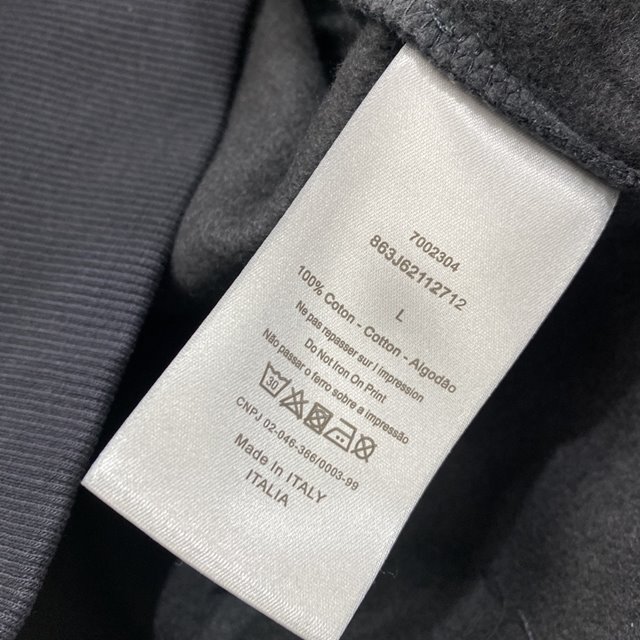 7002304
863J62112712
L
100% Coton - Cotton - Algodão
Ne pas repasser sur l impression
Do Not Iron On Print
Não passar o ferro sobre a impressão
30
CNPJ 02-046-366/0003-99
Made In ITALY
ITALIA